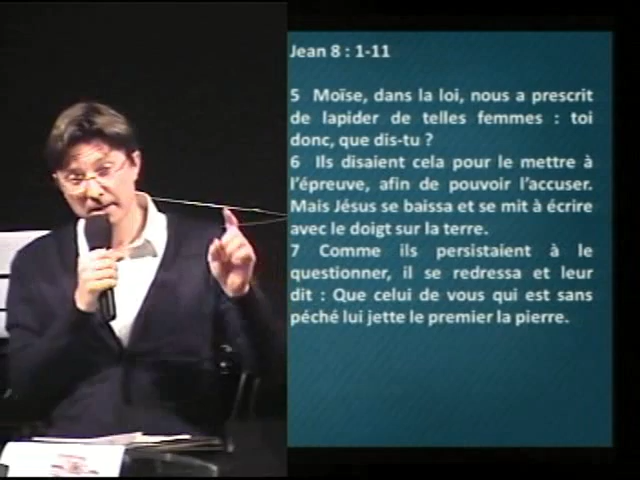 Jean 8 : 1-11
5 Moïse, dans la loi, nous a prescrit
de lapider de telles femmes : toi
donc, que dis-tu ?
6 Ils disaient cela pour le mettre à
l'épreuve, afin de pouvoir l'accuser.
Mais Jésus se baissa et se mit à écrire
avec le doigt sur la terre.
7 Comme ils persistaient à le
questionner, il se redressa et leur
dit : Que celui de vous qui est sans
péché lui jette le premier la pierre.